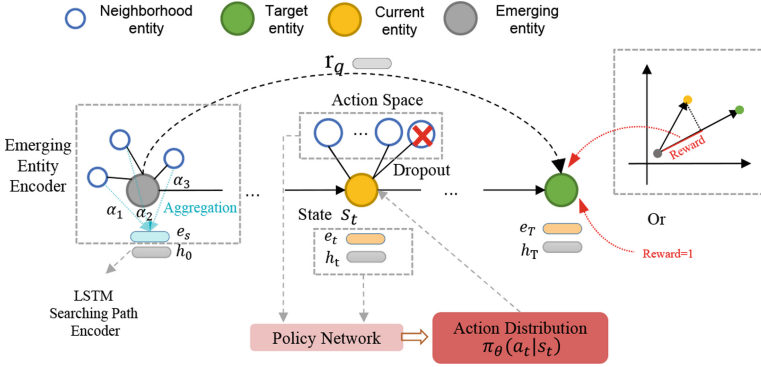 Neighborhood entity
Target entity
Current entity
Emerging entity
r_q
Action Space
...
Dropout
Emerging Entity Encoder
α_1
α_2
α_3
Aggregation
e_s
h_0
...
State s_t
e_t
h_t
...
e_T
h_T
Reward
Or
Reward=1
LSTM
Searching Path
Encoder
Policy Network
Action Distribution
π_θ(a_t|s_t)